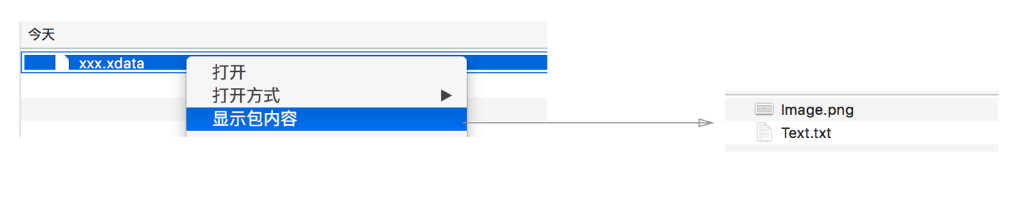 今天
xxx.xdata
打开
打开方式
显示包内容
Image.png
Text.txt